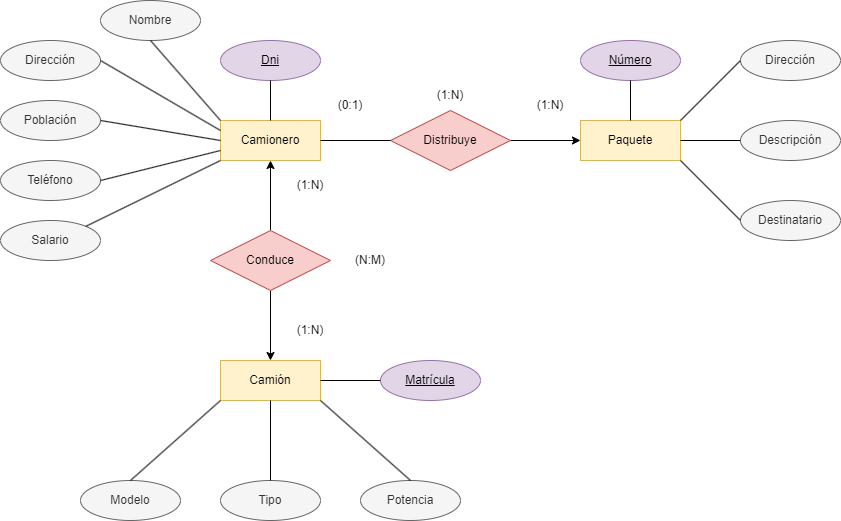 Nombre
Dirección
Dni
Número
Dirección
(1:N)
(0:1)
(1:N)
Población
Camionero
Distribuye
Paquete
Descripción
Teléfono
(1:N)
Salario
Destinatario
Conduce
(N:M)
(1:N)
Camión
Matrícula
Modelo
Tipo
Potencia